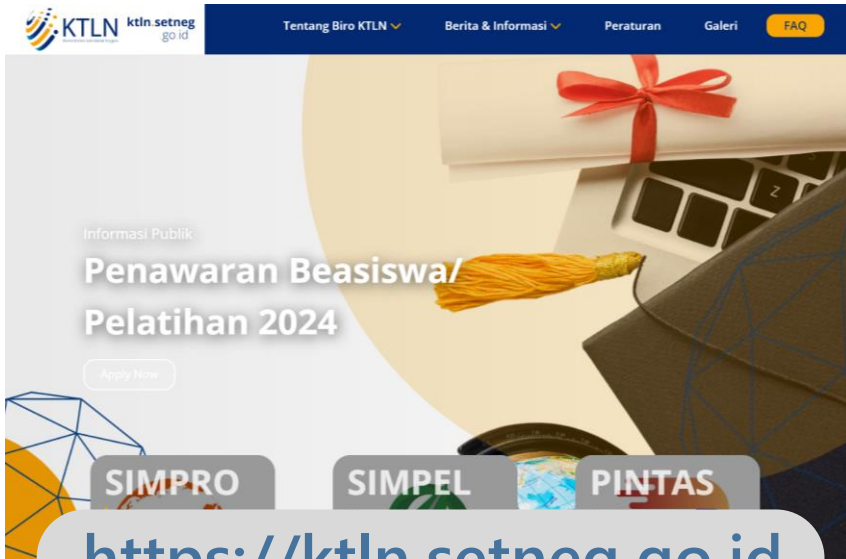 KTLN ktln.setneg
go.id
Tentang Biro KTLN Berita & Informasi Peraturan Galeri FAQ
Z
Informasi Publik
Penawaran Beasiswa/
Pelatihan 2024
Apply Now
SIMPRO SIMPEL PINTAS
https://ktln.setneg.go.id